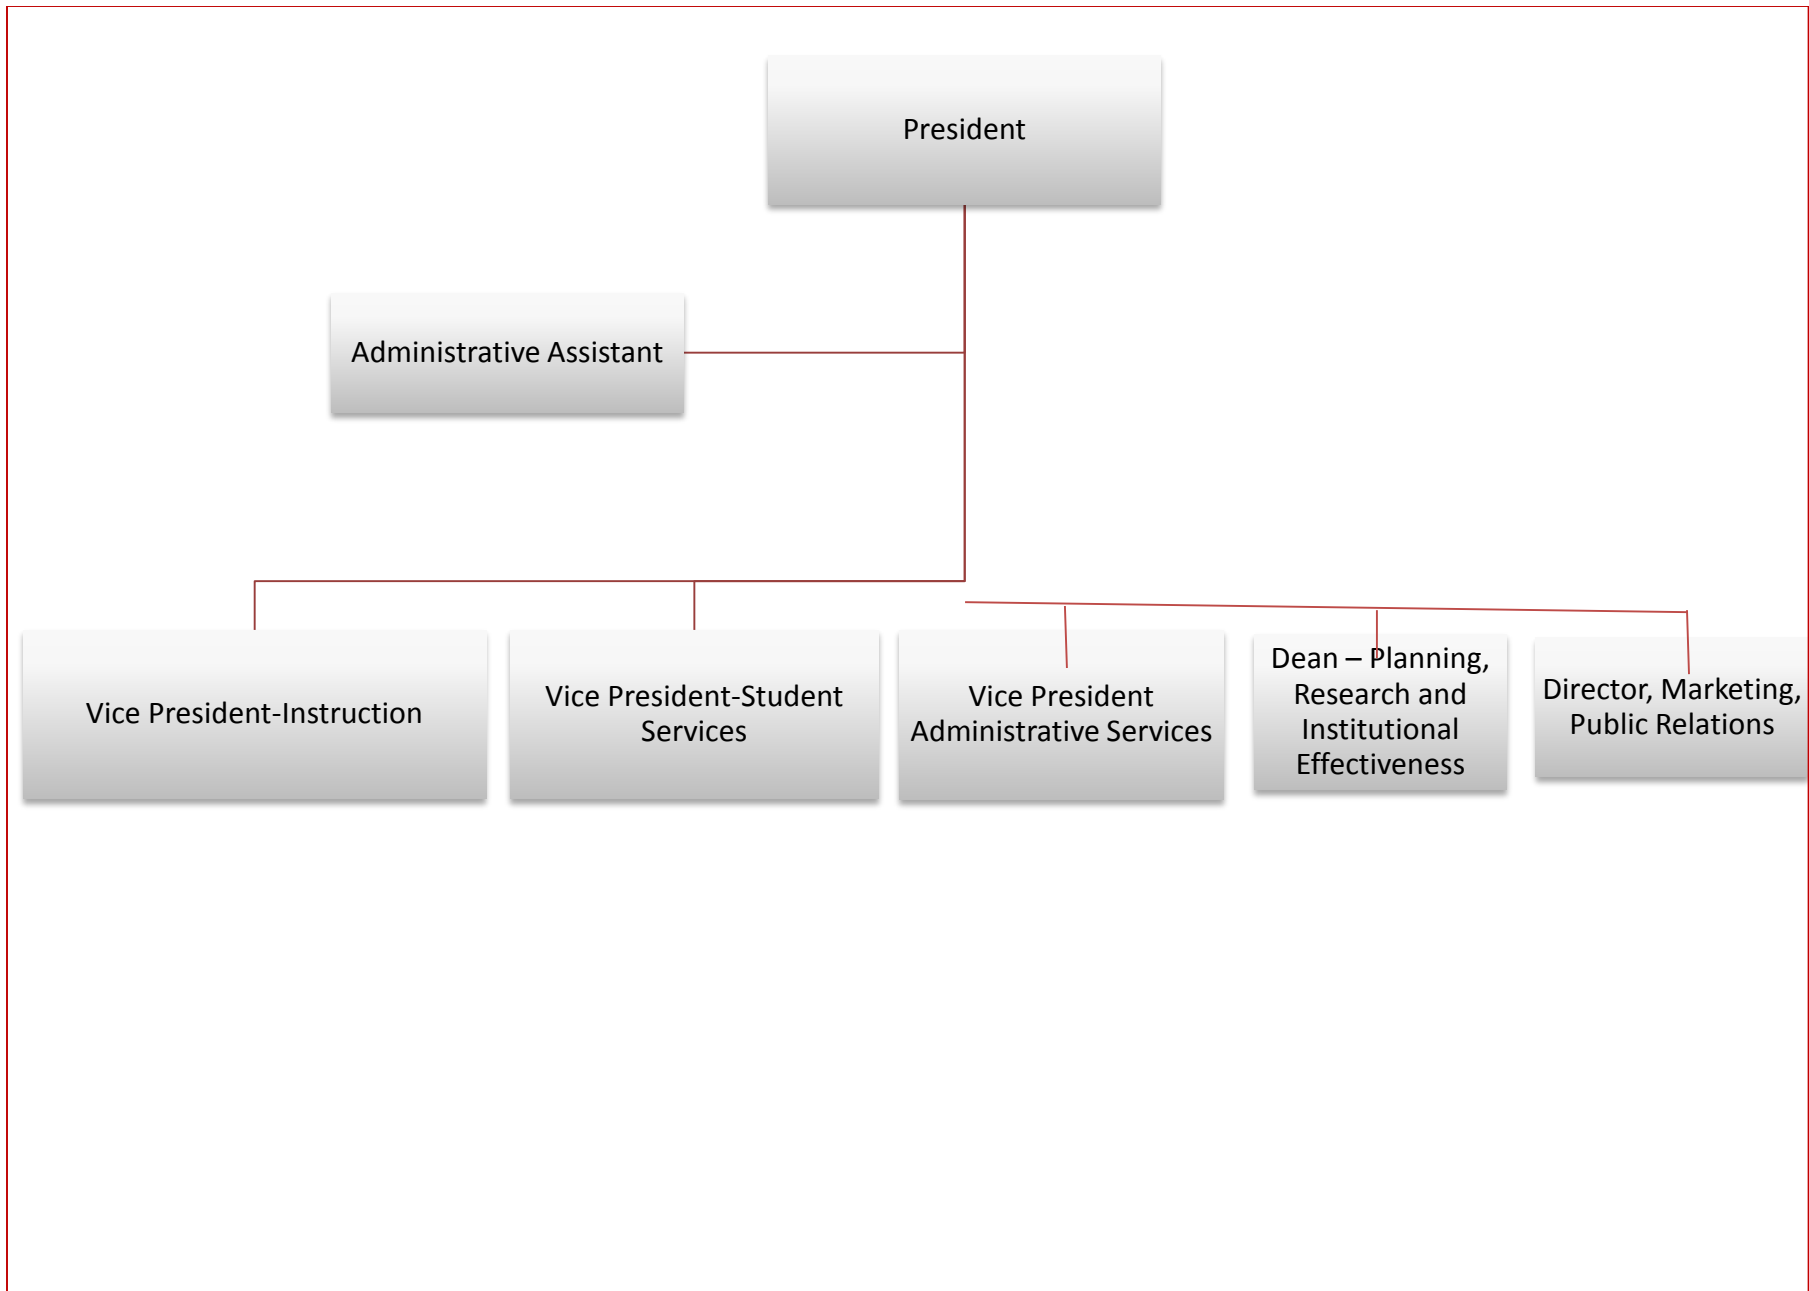 President
Administrative Assistant
Vice President-Instruction
Vice President-Student
Services
Vice President
Administrative Services
Dean – Planning,
Research and
Institutional
Effectiveness
Director, Marketing,
Public Relations